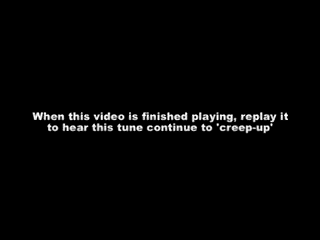 When this video is finished playing, replay it
to hear this tune continue to 'creep-up'